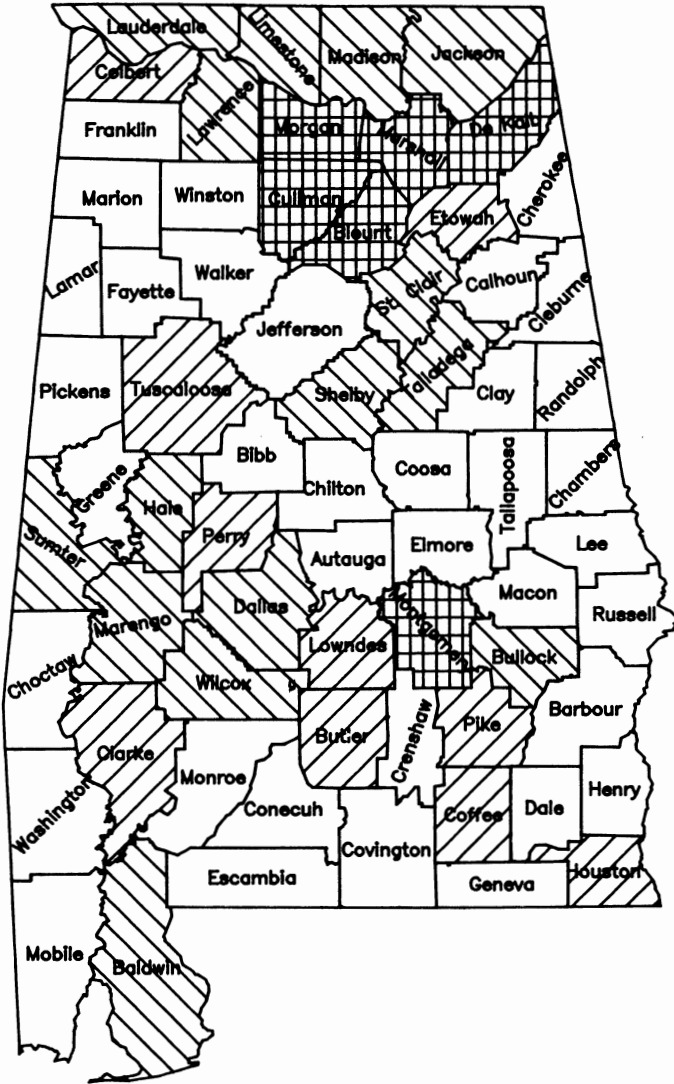 Lauderdale
Limestone
Madison
Jackson
Colbert
Lawrence
Franklin
Morgan
Marshall
De Kalb
Marion
Winston
Cullman
Blount
Etowah
Cherokee
Lamar
Fayette
Walker
St. Clair
Calhoun
Cleburne
Jefferson
Pickens
Tuscaloosa
Shelby
Talladega
Clay
Randolph
Bibb
Coosa
Tallapoosa
Chambers
Greene
Hale
Chilton
Perry
Autauga
Elmore
Lee
Sumter
Macon
Russell
Marengo
Dallas
Lowndes
Montgomery
Bullock
Choctaw
Wilcox
Barbour
Clarke
Butler
Crenshaw
Pike
Washington
Monroe
Conecuh
Coffee
Dale
Henry
Covington
Escambia
Geneva
Houston
Mobile
Baldwin